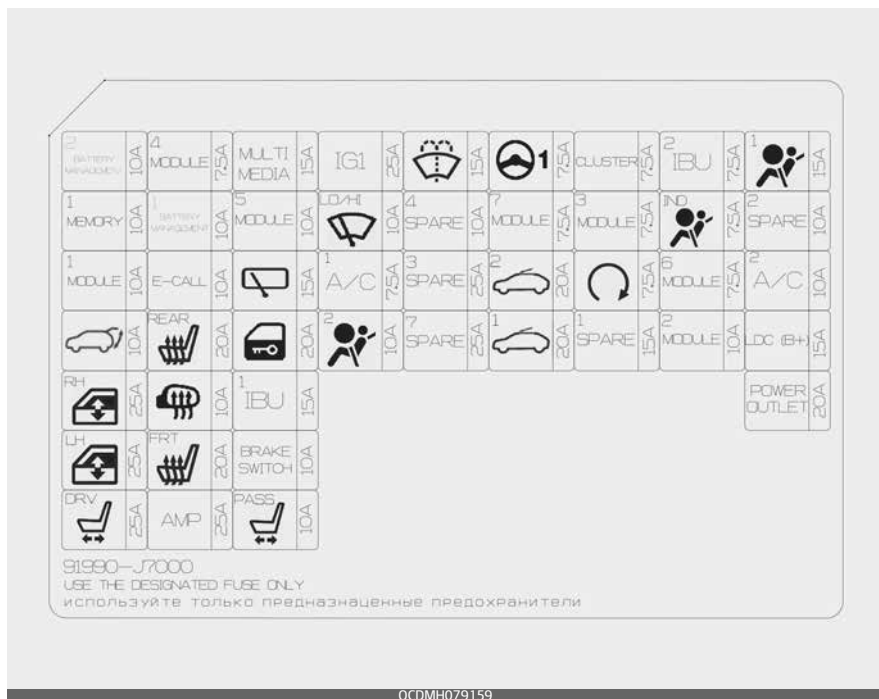 2 BATTERY MANAGEMENT 10A 4 MODULE 7.5A MULTI MEDIA 15A IG1 25A 15A 1 7.5A CLUSTER 7.5A 2 IBU 7.5A 1 15A
1 MEMORY 10A 1 BATTERY MANAGEMENT 10A 5 MODULE 10A LO/HI 10A 4 SPARE 10A 7 MODULE 7.5A 3 MODULE 7.5A IND 7.5A 2 SPARE 10A
1 MODULE 10A E-CALL 10A 15A 1 A/C 7.5A 3 SPARE 25A 2 20A 7.5A 6 MODULE 7.5A 2 A/C 10A
10A REAR 20A 20A 2 10A 7 SPARE 25A 1 20A 1 SPARE 15A 2 MODULE 10A LDC (B+) 15A
RH 25A 10A 1 IBU 15A POWER OUTLET 20A
LH 25A FRT 20A BRAKE SWITCH 10A
DRV 25A AMP 25A PASS 10A
91990-J7000
USE THE DESIGNATED FUSE ONLY
используйте только предназнаценные предохранители
OCDMH079159